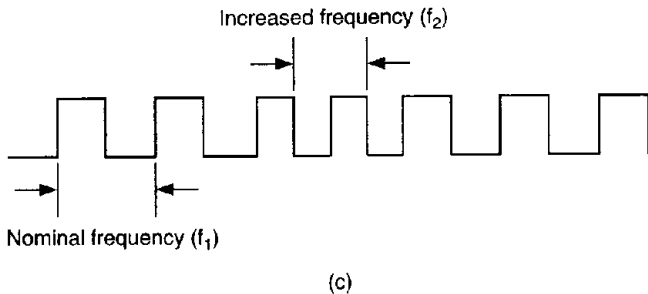 Increased frequency (f₂)
Nominal frequency (f₁)
(c)